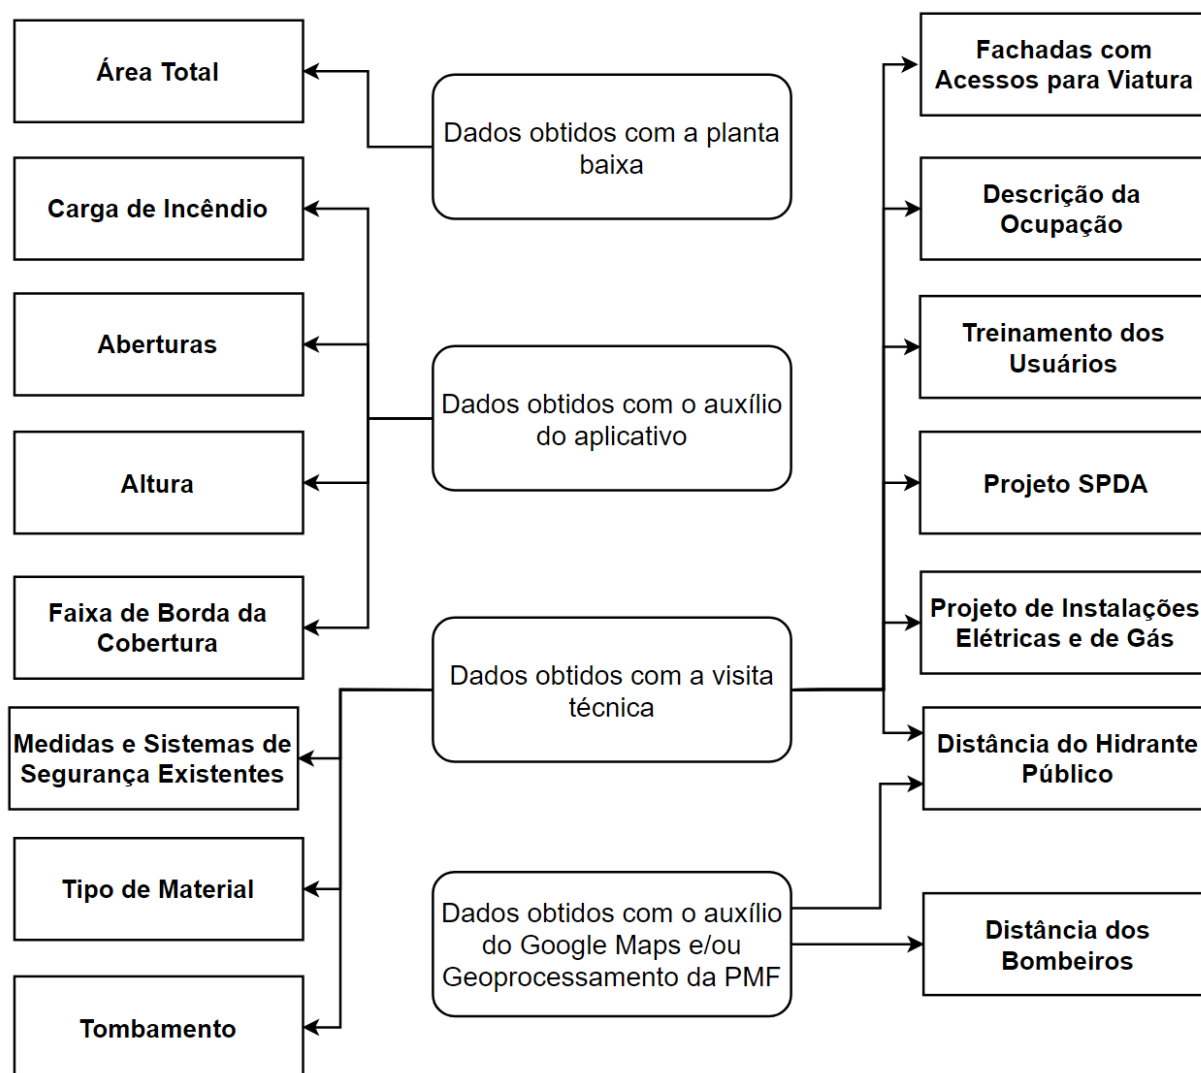 Área Total
Carga de Incêndio
Aberturas
Altura
Faixa de Borda da
Cobertura
Medidas e Sistemas de
Segurança Existentes
Tipo de Material
Tombamento
Dados obtidos com a planta
baixa
Dados obtidos com o auxílio
do aplicativo
Dados obtidos com a visita
técnica
Dados obtidos com o auxílio
do Google Maps e/ou
Geoprocessamento da PMF
Fachadas com
Acessos para Viatura
Descrição da
Ocupação
Treinamento dos
Usuários
Projeto SPDA
Projeto de Instalações
Elétricas e de Gás
Distância do Hidrante
Público
Distância dos
Bombeiros